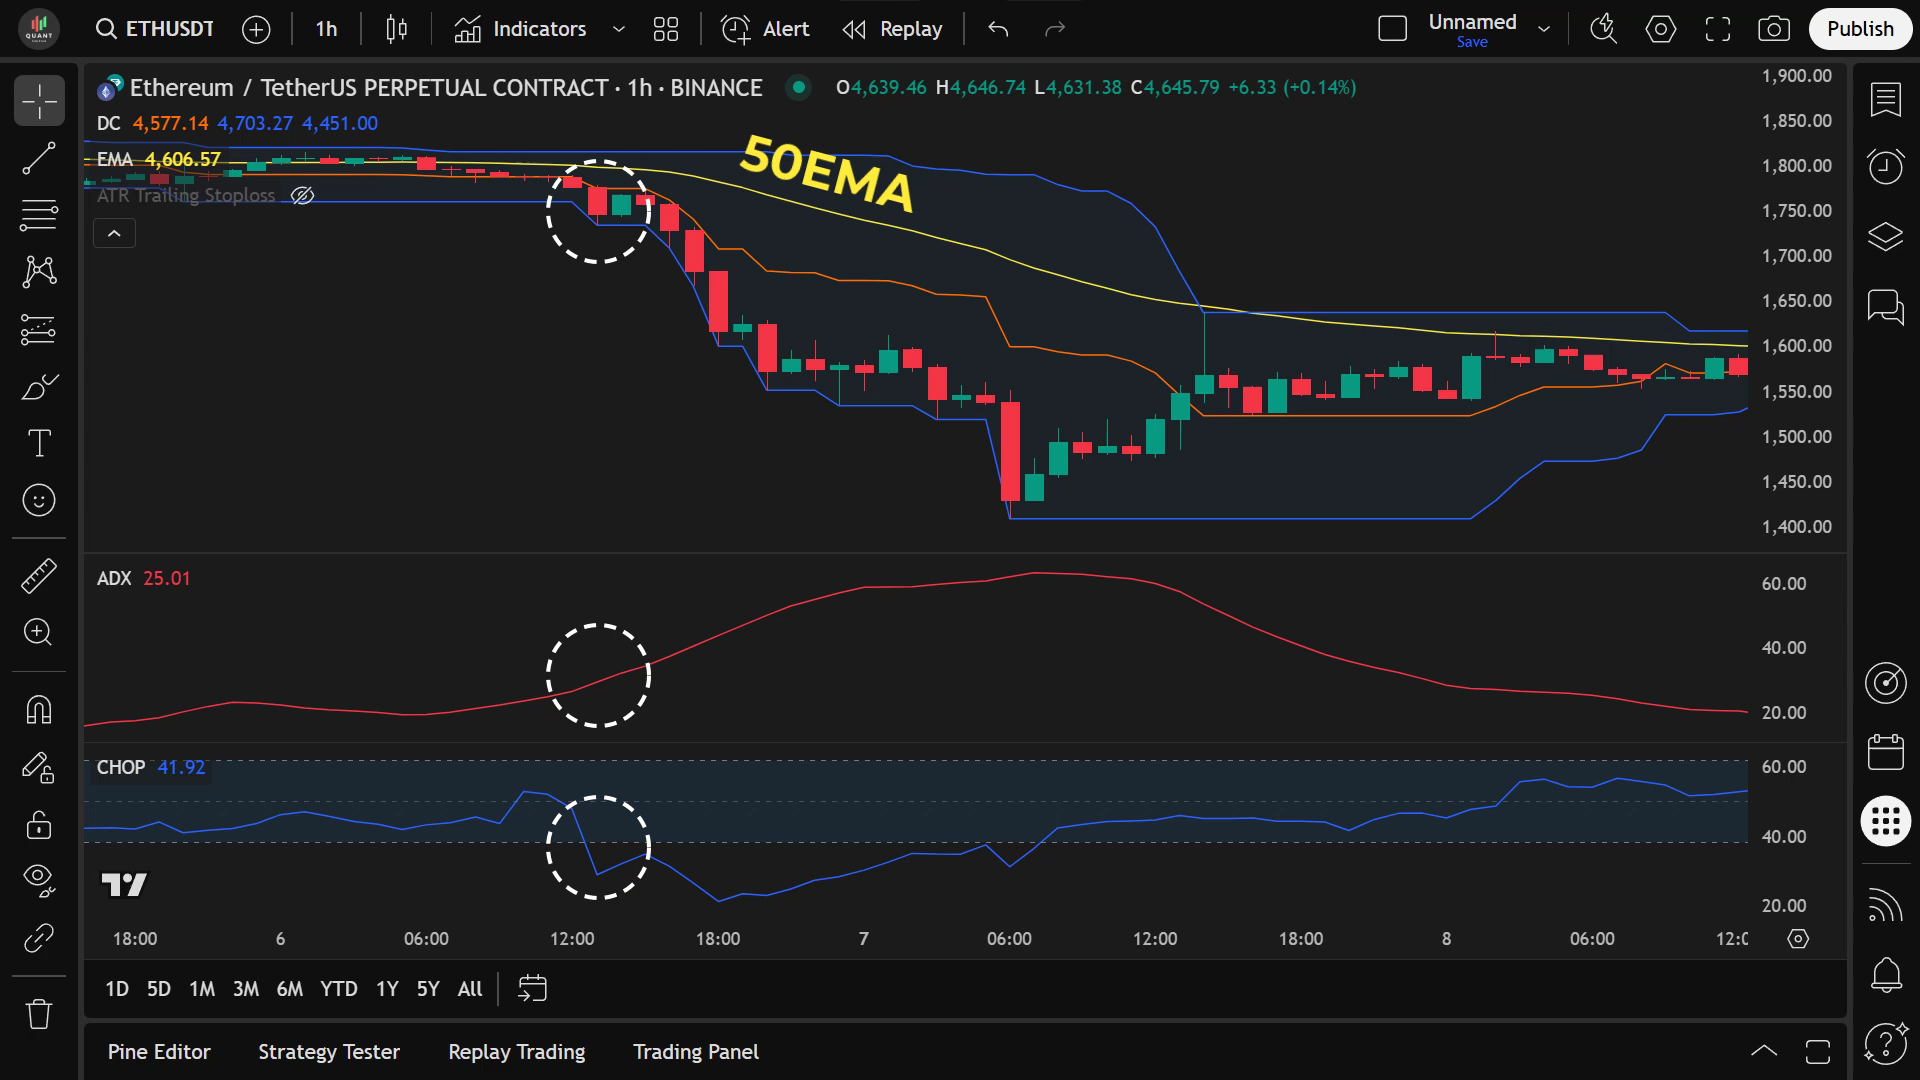 QUANT
ETHUSDT
1h
Indicators
Alert
Replay
Unnamed
Save
Publish
Ethereum / TetherUS PERPETUAL CONTRACT · 1h · BINANCE
O4,639.46 H4,646.74 L4,631.38 C4,645.79 +6.33 (+0.14%)
DC 4,577.14 4,703.27 4,451.00
EMA 4,606.57
ATR Trailing Stoploss
50EMA
1,900.00
1,850.00
1,800.00
1,750.00
1,700.00
1,650.00
1,600.00
1,550.00
1,500.00
1,450.00
1,400.00
ADX 25.01
60.00
40.00
20.00
CHOP 41.92
60.00
40.00
20.00
18:00
6
06:00
12:00
18:00
7
06:00
12:00
18:00
8
06:00
1D
5D
1M
3M
6M
YTD
1Y
5Y
All
Pine Editor
Strategy Tester
Replay Trading
Trading Panel